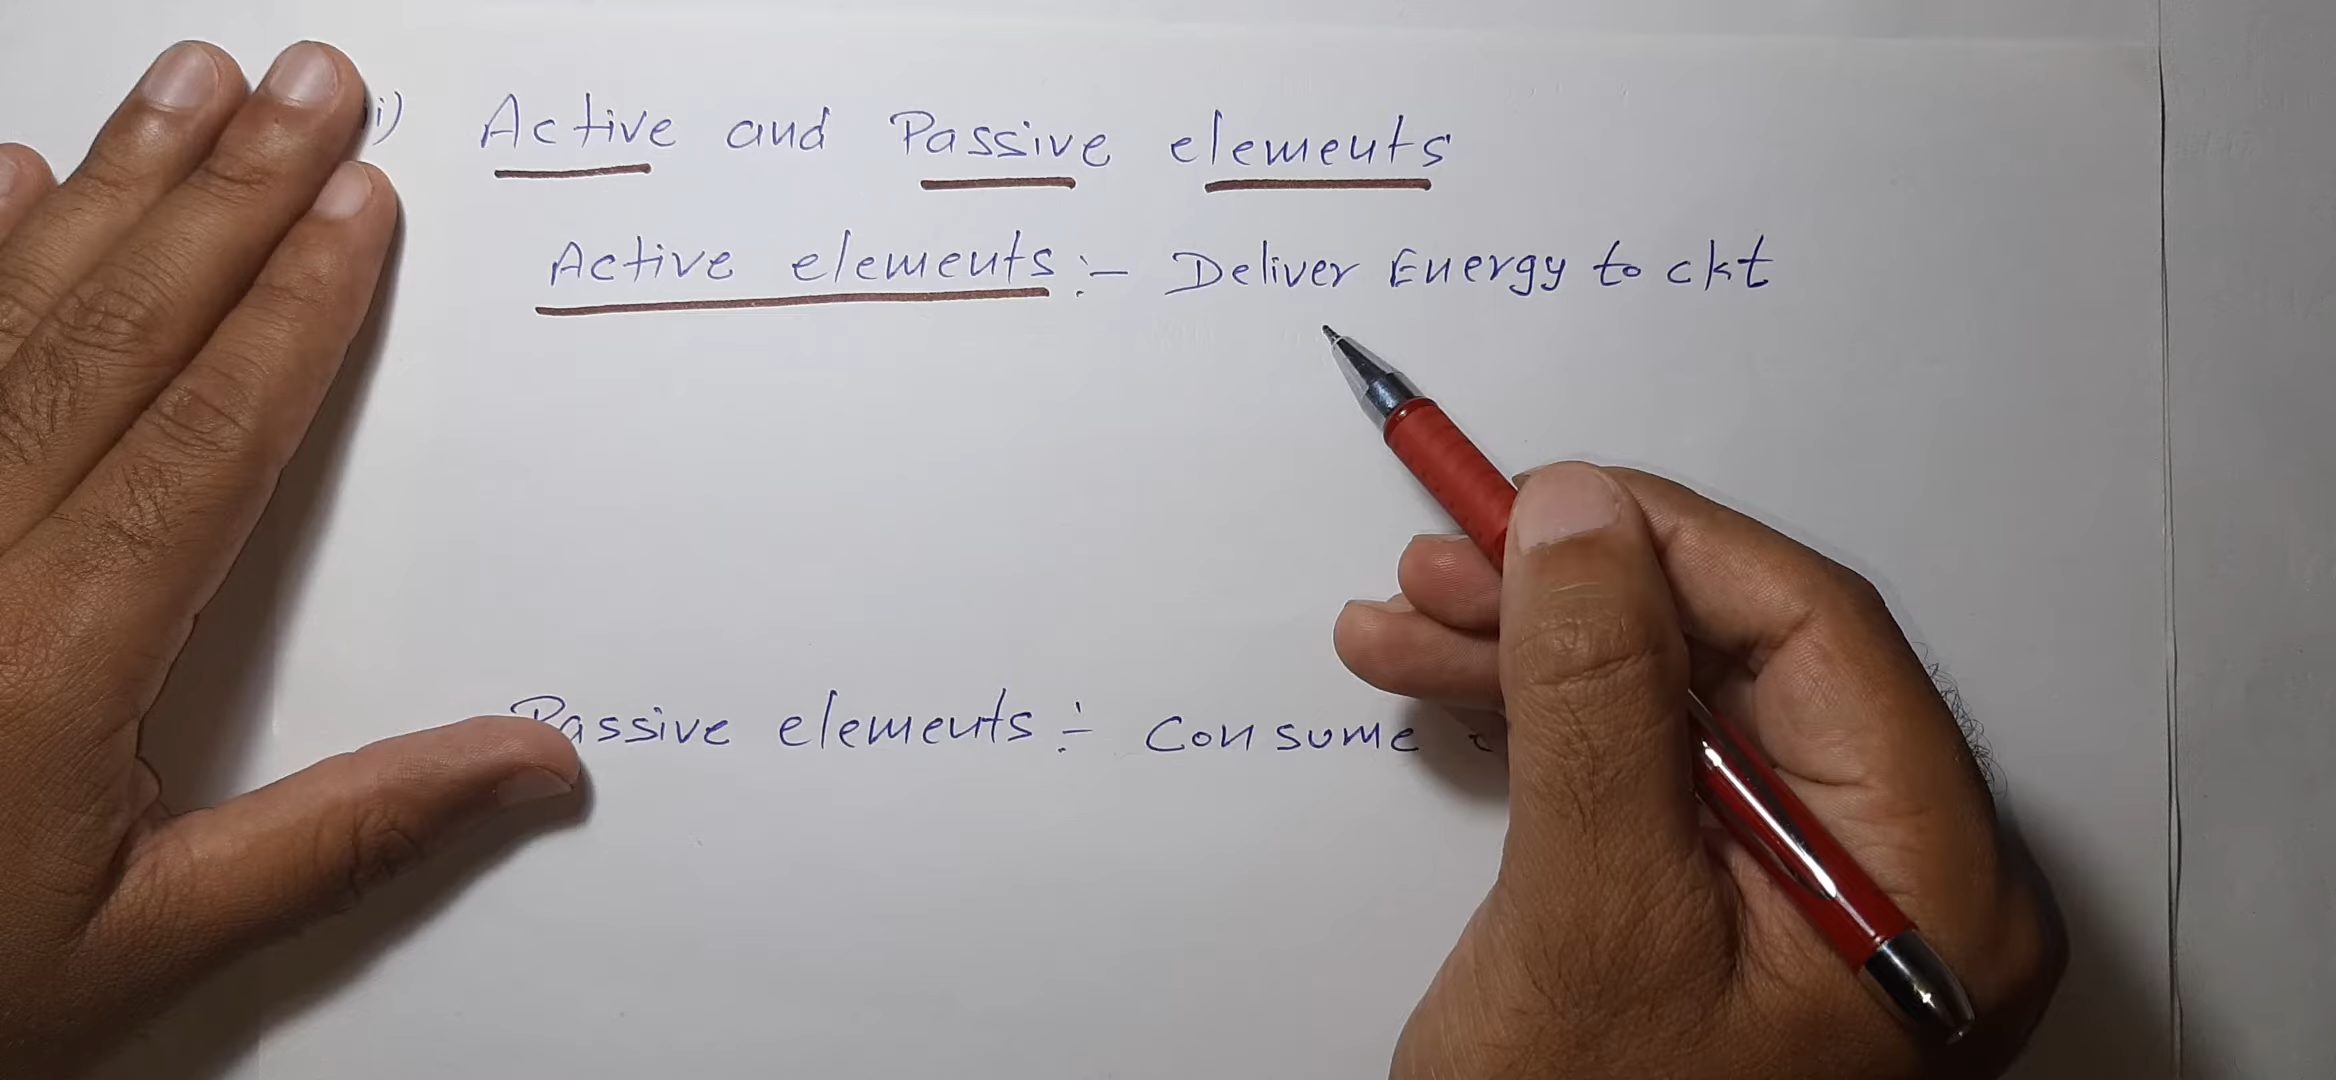 i) Active and Passive elements
Active elements :- Deliver Energy to ckt
Passive elements :- Consume